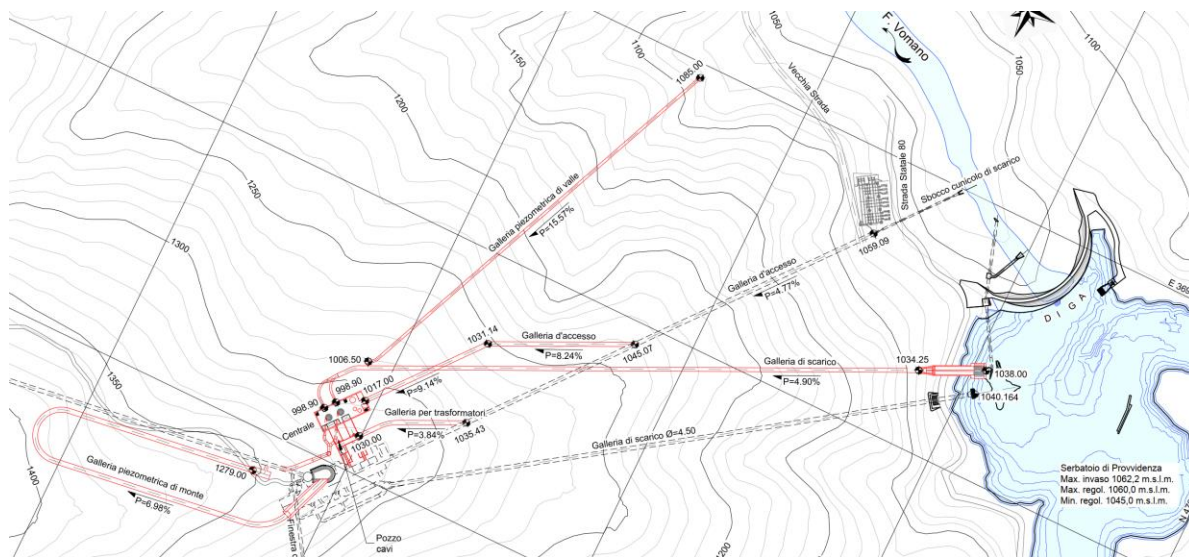 1050
1100
1150
1200
1250
1300
1350
1400
F. Vomano
1050
1100
1085.00
Vecchia Strada
Strada Statale 80
Sbocco cunicolo di scarico
Galleria piezometrica di valle
P=15.57%
1059.09
Galleria d'accesso
P=4.77%
DIGA
E 369
1031.14
Galleria d'accesso
P=8.24%
1045.07
1006.50
Galleria di scarico
P=4.90%
1034.25
1038.00
1040.164
998.90
1017.00
P=9.14%
998.90
Centrale
Galleria per trasformatori
P=3.84%
1035.43
1030.00
Galleria di scarico Ø=4.50
1279.00
Galleria piezometrica di monte
P=6.98%
Pozzo
cavi
Serbatoio di Provvidenza
Max. invaso 1062,2 m.s.l.m.
Max. regol. 1060,0 m.s.l.m.
Min. regol. 1045,0 m.s.l.m.
1200